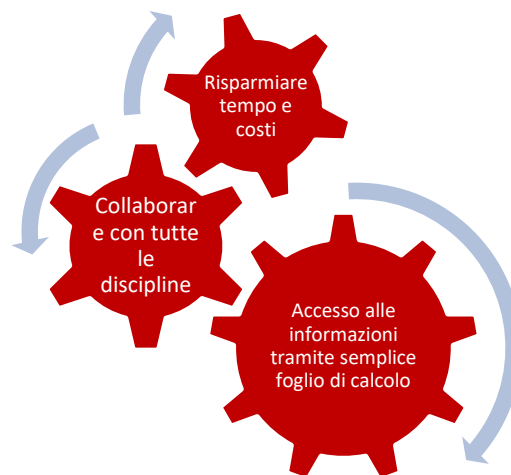 Risparmiare
tempo e
costi
Collaborar
e con tutte
le
discipline
Accesso alle
informazioni
tramite semplice
foglio di calcolo